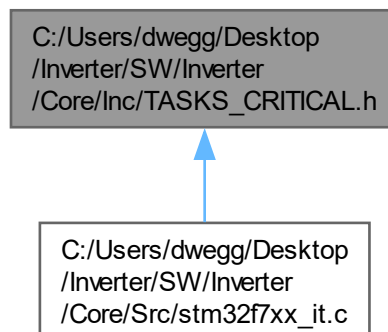 C:/Users/dwegg/Desktop
/Inverter/SW/Inverter
/Core/Inc/TASKS_CRITICAL.h
C:/Users/dwegg/Desktop
/Inverter/SW/Inverter
/Core/Src/stm32f7xx_it.c